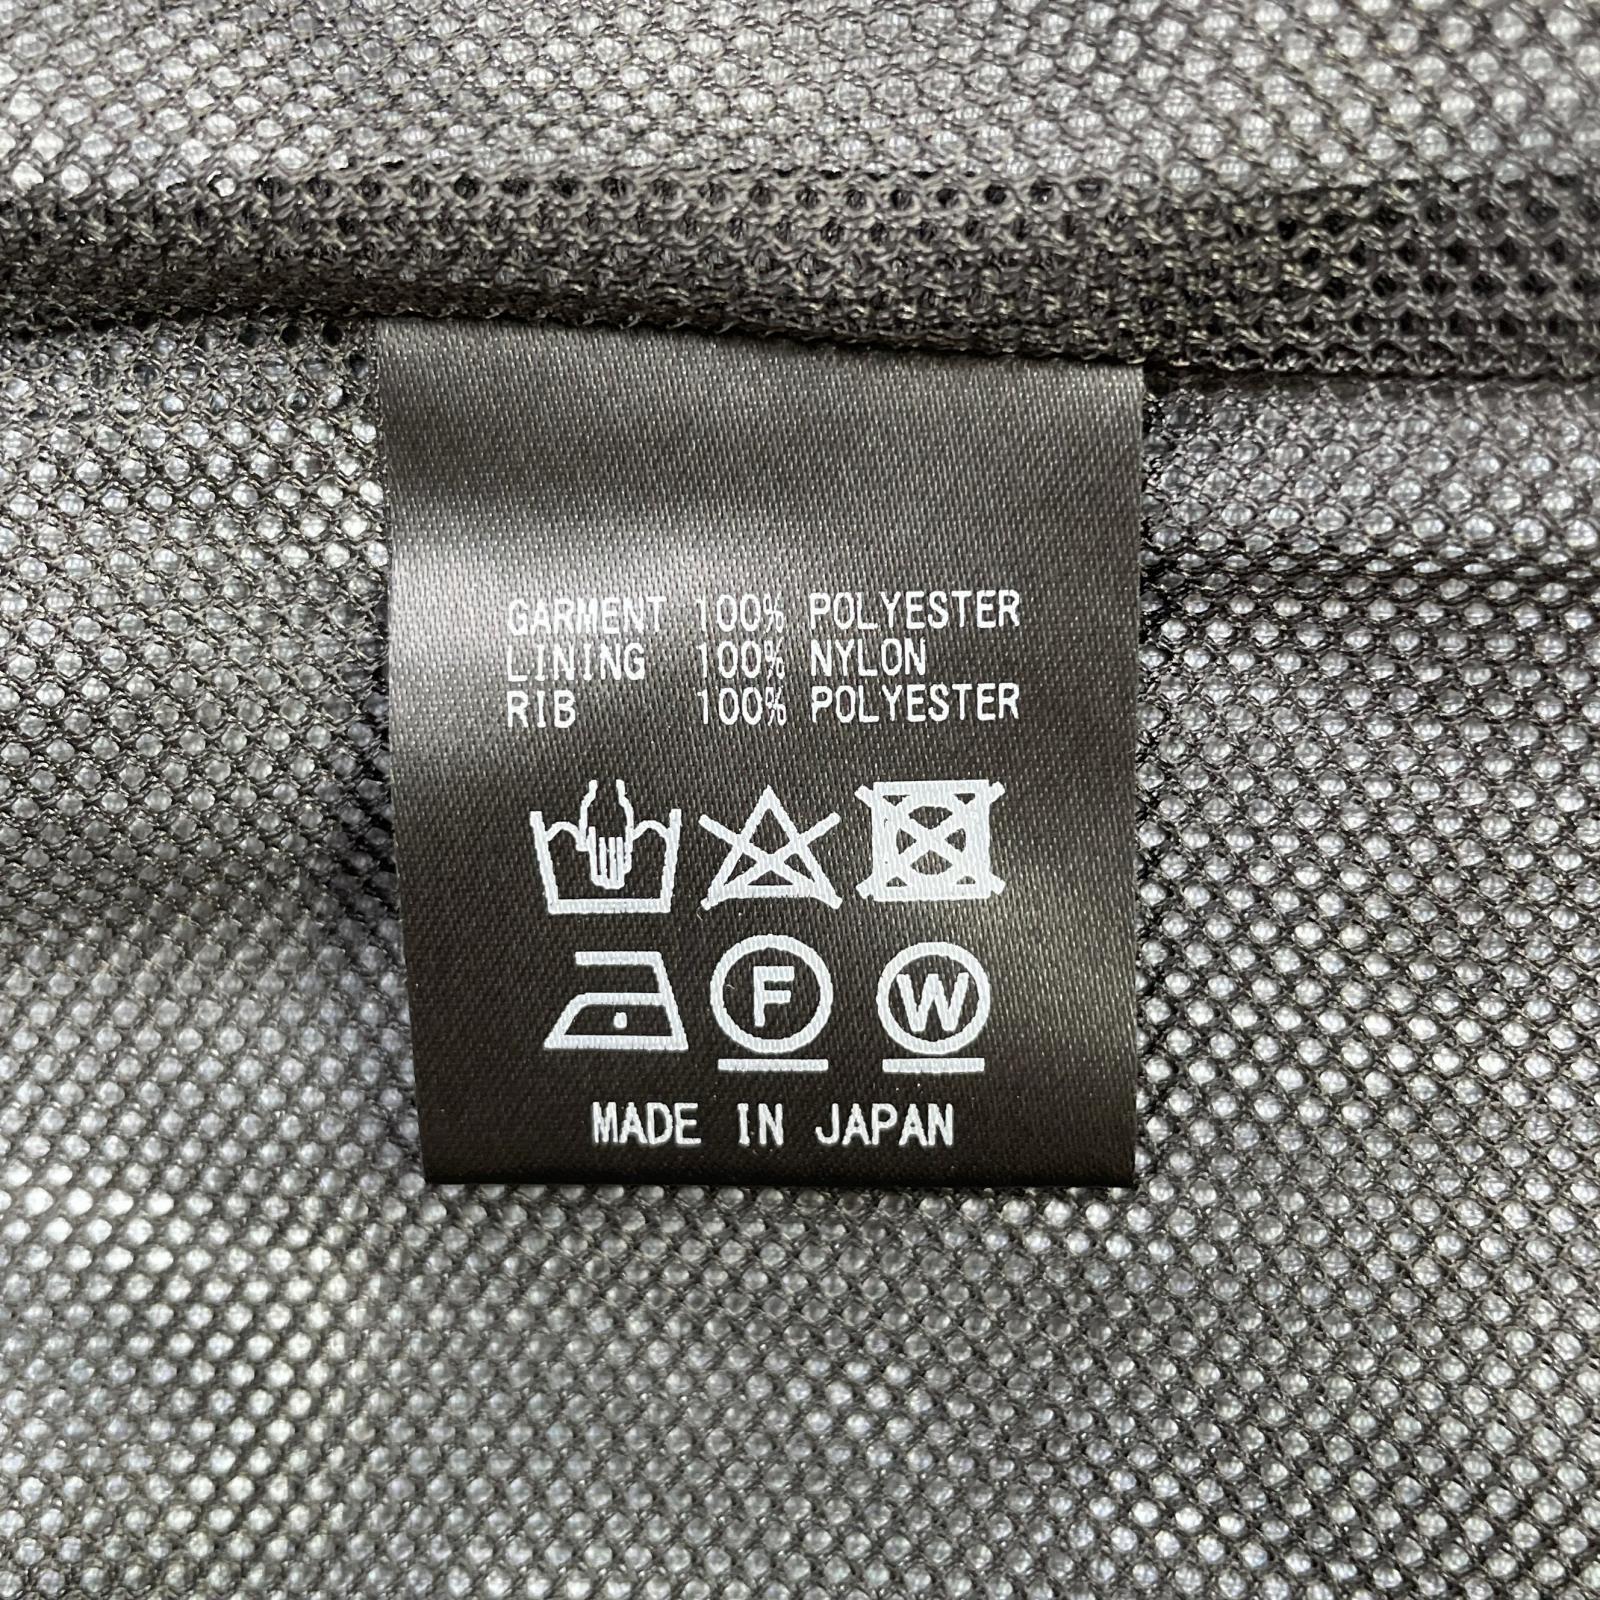 GARMENT 100% POLYESTER
LINING 100% NYLON
RIB 100% POLYESTER
F W
MADE IN JAPAN